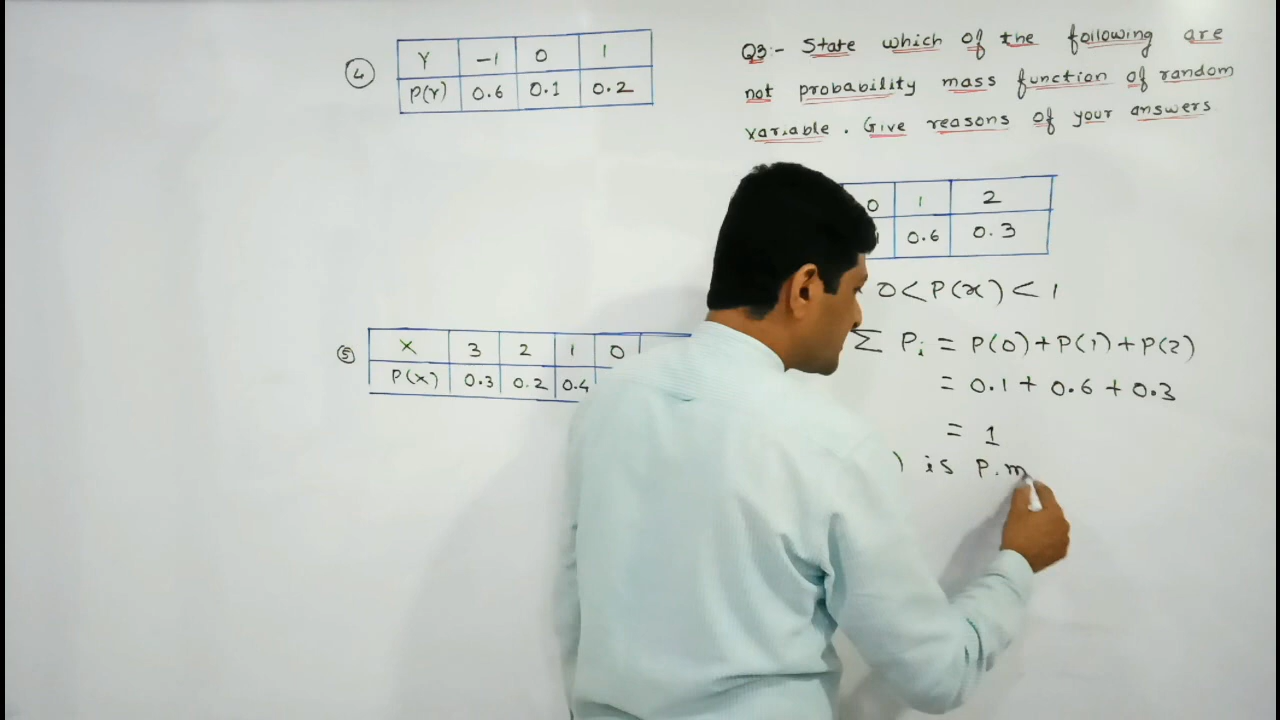 Q3:- State which of the following are
not probability mass function of random
variable. Give reasons of your answers
④
Y -1 0 1
P(Y) 0.6 0.1 0.2
0 1 2
0.6 0.3
0 < P(x) < 1
Σ Pi = P(0)+P(1)+P(2)
= 0.1 + 0.6 + 0.3
= 1
) is P.m
⑤
X 3 2 1 0
P(X) 0.3 0.2 0.4